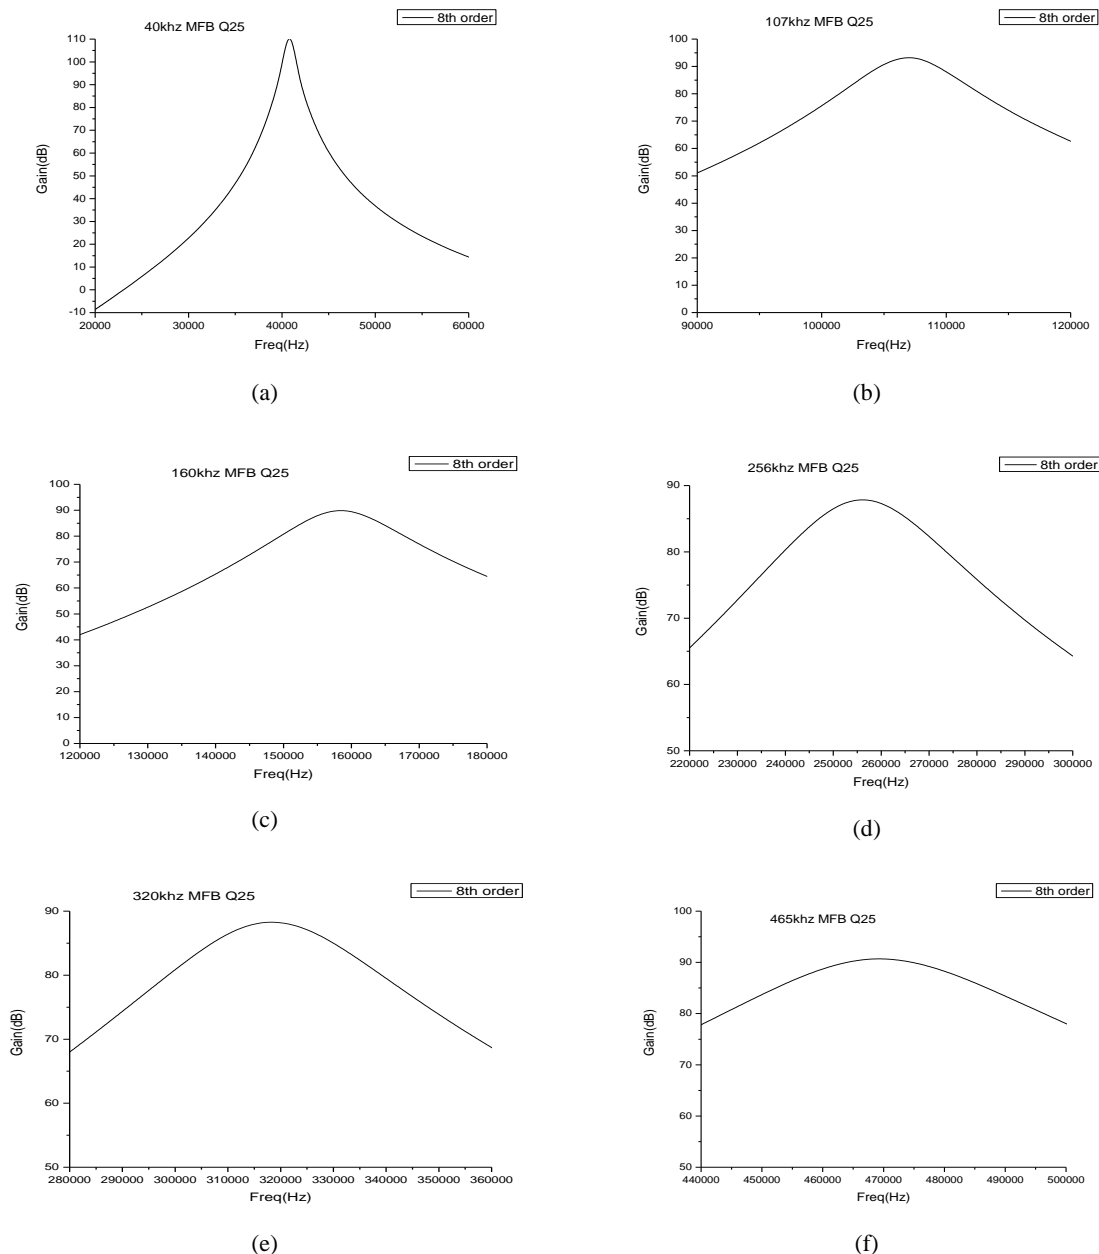 40khz MFB Q25
8th order
110
100
90
80
70
60
50
40
30
20
10
0
-10
Gain(dB)
20000 30000 40000 50000 60000
Freq(Hz)
(a)
107khz MFB Q25
8th order
100
90
80
70
60
50
40
30
20
10
0
Gain(dB)
90000 100000 110000 120000
Freq(Hz)
(b)
160khz MFB Q25
8th order
100
90
80
70
60
50
40
30
20
10
0
Gain(dB)
120000 130000 140000 150000 160000 170000 180000
Freq(Hz)
(c)
256khz MFB Q25
8th order
90
80
70
60
50
Gain(dB)
220000 230000 240000 250000 260000 270000 280000 290000 300000
Freq(Hz)
(d)
320khz MFB Q25
8th order
90
80
70
60
50
Gain(dB)
280000 290000 300000 310000 320000 330000 340000 350000 360000
Freq(Hz)
(e)
465khz MFB Q25
8th order
100
90
80
70
60
50
Gain(dB)
440000 450000 460000 470000 480000 490000 500000
Freq(Hz)
(f)